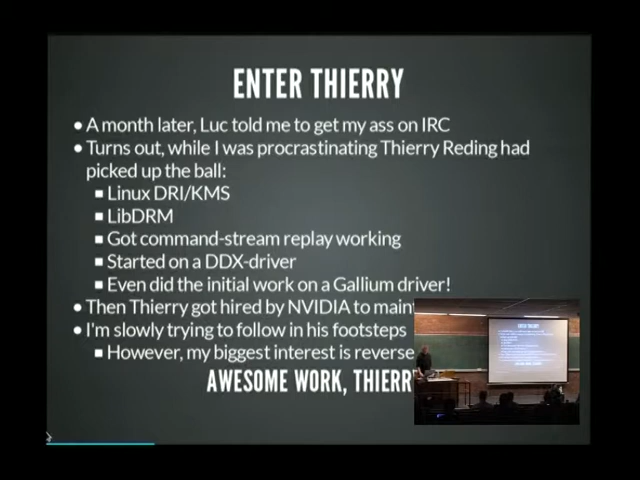 ENTER THIERRY
• A month later, Luc told me to get my ass on IRC
• Turns out, while I was procrastinating Thierry Reding had
picked up the ball:
▪ Linux DRI/KMS
▪ LibDRM
▪ Got command-stream replay working
▪ Started on a DDX-driver
▪ Even did the initial work on a Gallium driver!
• Then Thierry got hired by NVIDIA to main
• I'm slowly trying to follow in his footsteps
▪ However, my biggest interest is reverse
AWESOME WORK, THIERR
ENTER THIERRY